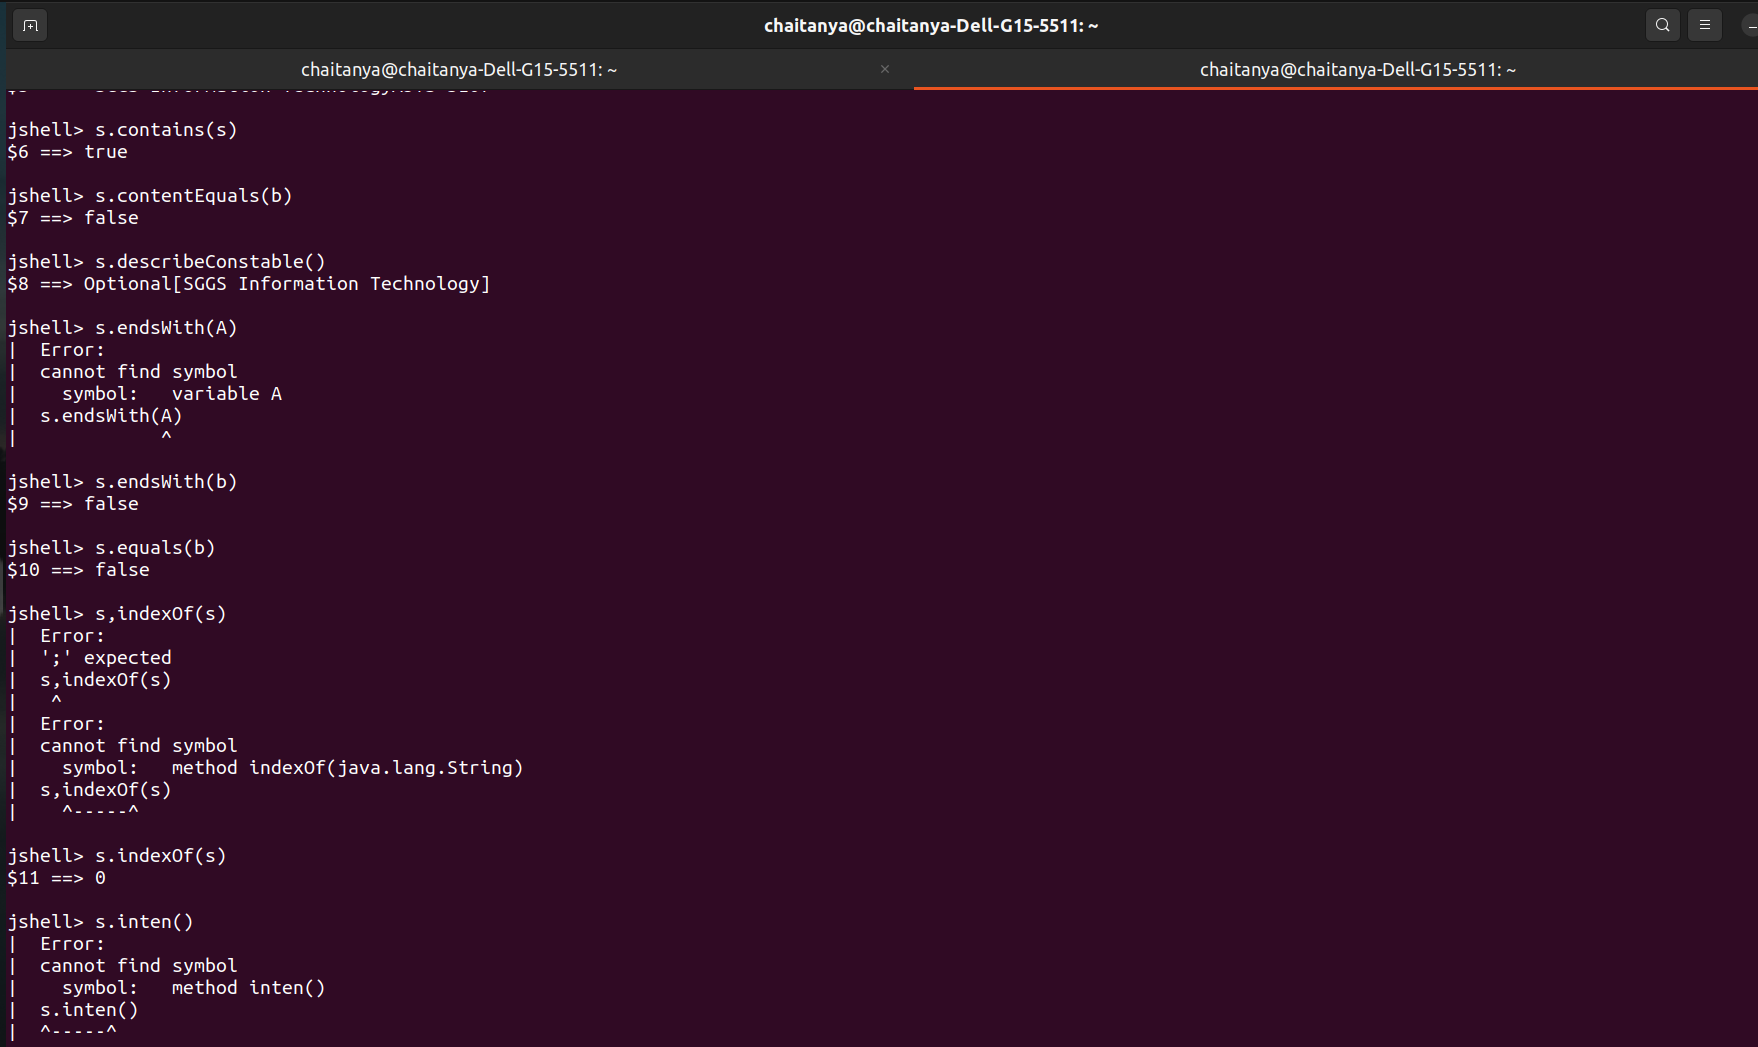 chaitanya@chaitanya-Dell-G15-5511: ~
chaitanya@chaitanya-Dell-G15-5511: ~
chaitanya@chaitanya-Dell-G15-5511: ~
jshell> s.contains(s)
$6 ==> true
jshell> s.contentEquals(b)
$7 ==> false
jshell> s.describeConstable()
$8 ==> Optional[SGGS Information Technology]
jshell> s.endsWith(A)
|  Error:
|  cannot find symbol
|    symbol:   variable A
|  s.endsWith(A)
|             ^
jshell> s.endsWith(b)
$9 ==> false
jshell> s.equals(b)
$10 ==> false
jshell> s,indexOf(s)
|  Error:
|  ';' expected
|  s,indexOf(s)
|   ^
|  Error:
|  cannot find symbol
|    symbol:   method indexOf(java.lang.String)
|  s,indexOf(s)
|    ^-----^
jshell> s.indexOf(s)
$11 ==> 0
jshell> s.inten()
|  Error:
|  cannot find symbol
|    symbol:   method inten()
|  s.inten()
|  ^-----^